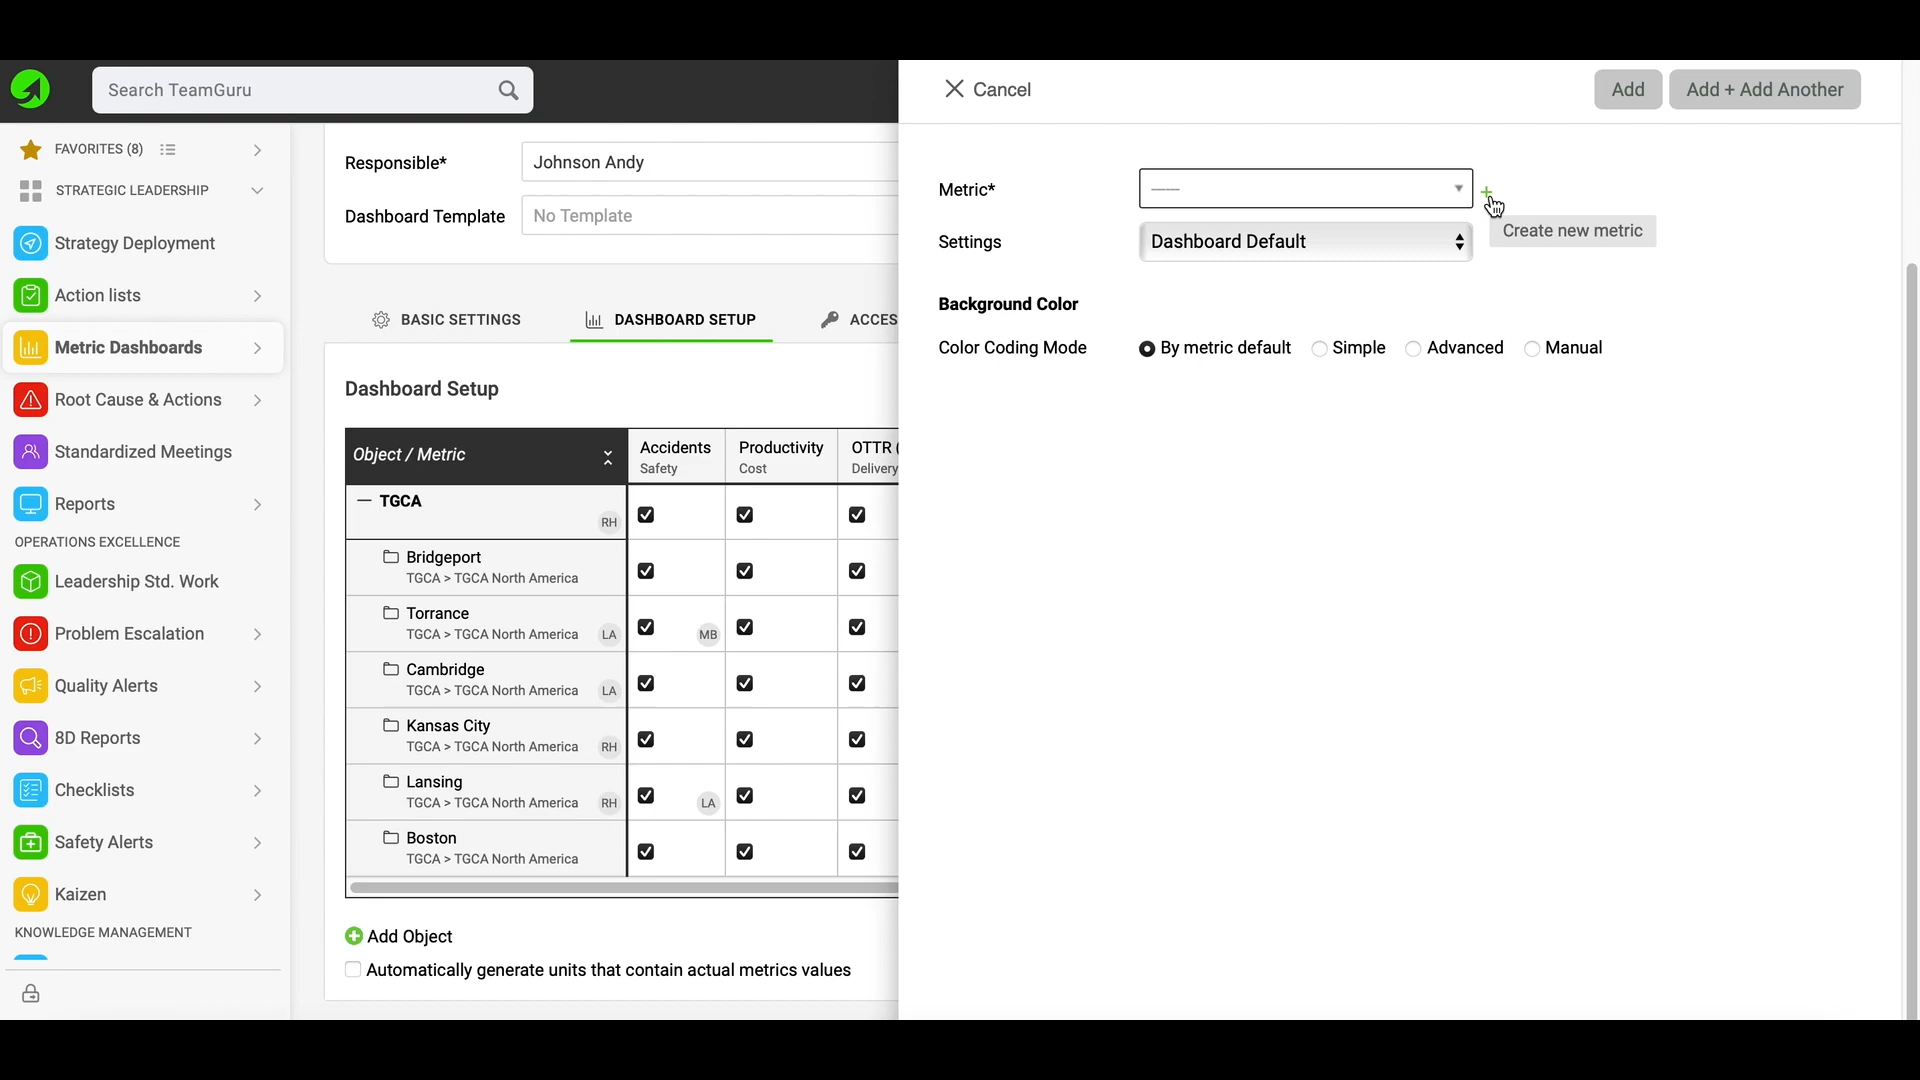 Search TeamGuru
Cancel
Add
Add + Add Another
FAVORITES (8)
STRATEGIC LEADERSHIP
Strategy Deployment
Action lists
Metric Dashboards
Root Cause & Actions
Standardized Meetings
Reports
OPERATIONS EXCELLENCE
Leadership Std. Work
Problem Escalation
Quality Alerts
8D Reports
Checklists
Safety Alerts
Kaizen
KNOWLEDGE MANAGEMENT
Responsible*
Johnson Andy
Dashboard Template
No Template
BASIC SETTINGS
DASHBOARD SETUP
ACCES
Dashboard Setup
Object / Metric
Accidents
Safety
Productivity
Cost
OTTR (
Delivery
TGCA
RH
Bridgeport
TGCA > TGCA North America
Torrance
TGCA > TGCA North America
LA
MB
Cambridge
TGCA > TGCA North America
LA
Kansas City
TGCA > TGCA North America
RH
Lansing
TGCA > TGCA North America
RH
LA
Boston
TGCA > TGCA North America
Add Object
Automatically generate units that contain actual metrics values
Metric*
------
Create new metric
Settings
Dashboard Default
Background Color
Color Coding Mode
By metric default
Simple
Advanced
Manual